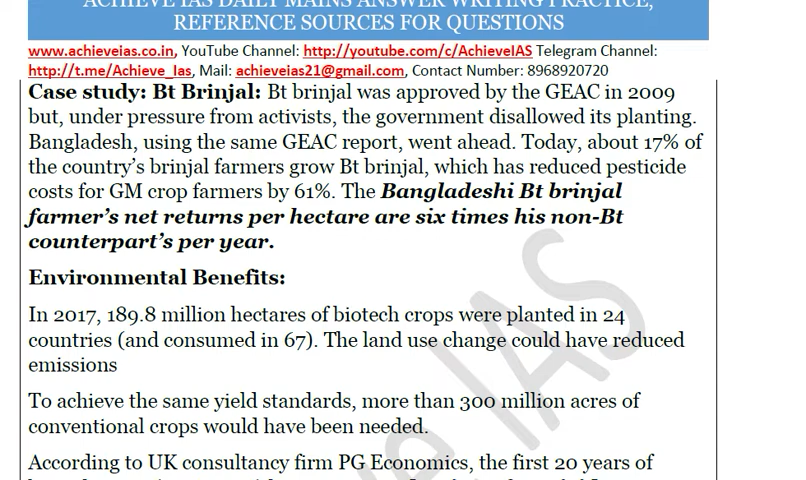 ACHIEVE IAS DAILY MAINS ANSWER WRITING PRACTICE,
REFERENCE SOURCES FOR QUESTIONS
www.achieveias.co.in, YouTube Channel: http://youtube.com/c/AchieveIAS Telegram Channel:
http://t.me/Achieve_Ias, Mail: achieveias21@gmail.com, Contact Number: 8968920720
Case study: Bt Brinjal: Bt brinjal was approved by the GEAC in 2009
but, under pressure from activists, the government disallowed its planting.
Bangladesh, using the same GEAC report, went ahead. Today, about 17% of
the country's brinjal farmers grow Bt brinjal, which has reduced pesticide
costs for GM crop farmers by 61%. The Bangladeshi Bt brinjal
farmer's net returns per hectare are six times his non-Bt
counterpart's per year.
Environmental Benefits:
In 2017, 189.8 million hectares of biotech crops were planted in 24
countries (and consumed in 67). The land use change could have reduced
emissions
To achieve the same yield standards, more than 300 million acres of
conventional crops would have been needed.
According to UK consultancy firm PG Economics, the first 20 years of
IAS